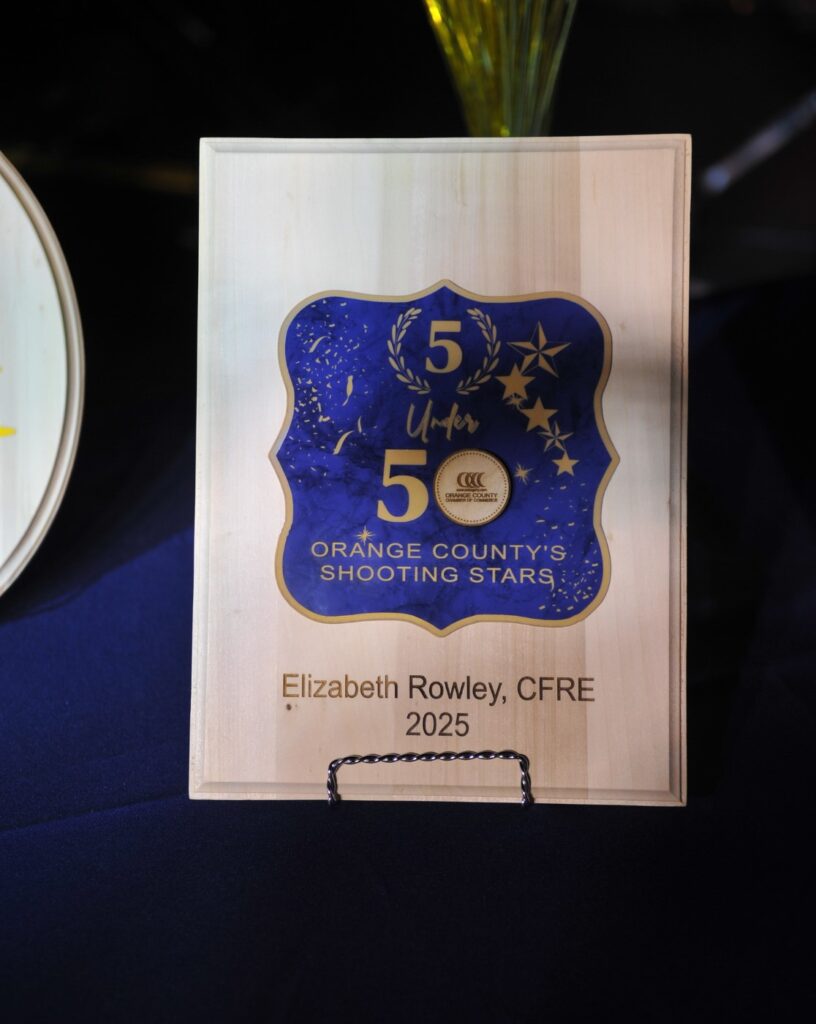 5
Under
50
ORANGE COUNTY
CHAMBER OF COMMERCE
ORANGE COUNTY'S
SHOOTING STARS
Elizabeth Rowley, CFRE
2025